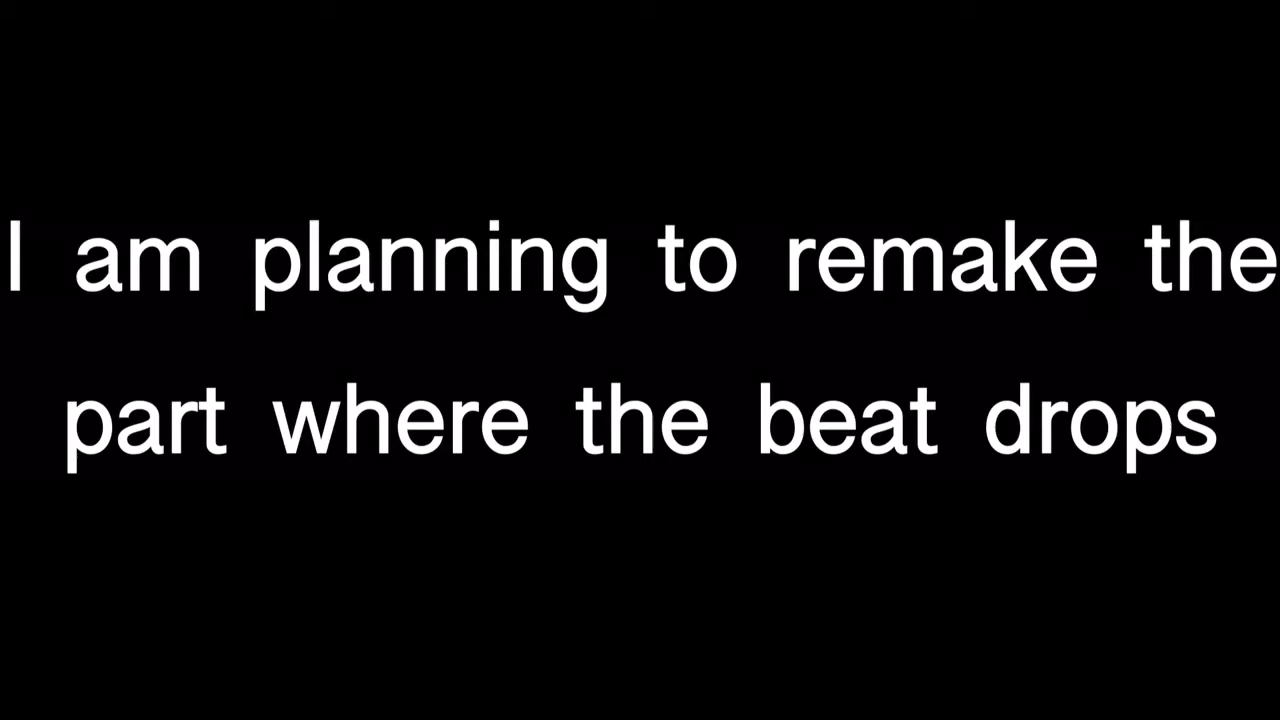 I am planning to remake the
part where the beat drops